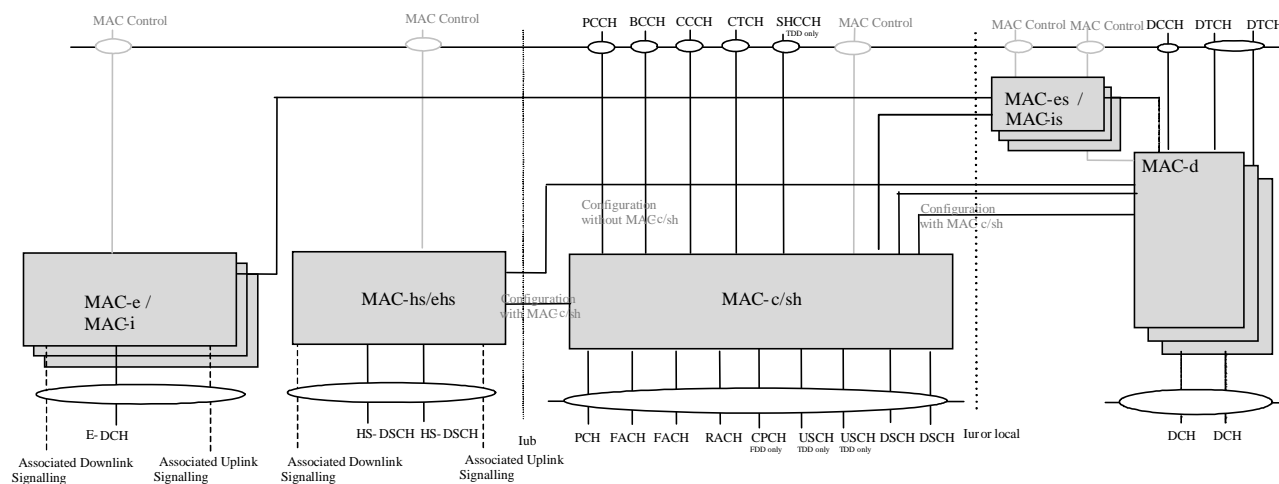 MAC Control
MAC Control
PCCH BCCH CCCH CTCH SHCCH
TDD only
MAC Control
MAC Control
MAC Control
DCCH DTCH DTCH
MAC-es /
MAC-is
MAC-d
Configuration
without MAC-c/sh
Configuration
with MAC c/sh
MAC-e /
MAC-i
MAC-hs/ehs
Configuration
with MAC-c/sh
MAC-c/sh
E-DCH
HS-DSCH HS-DSCH
Iub
PCH FACH FACH RACH CPCH USCH USCH DSCH DSCH
FDD only TDD only TDD only
Iur or local
DCH DCH
Associated Downlink
Signalling
Associated Uplink
Signalling
Associated Downlink
Signalling
Associated Uplink
Signalling